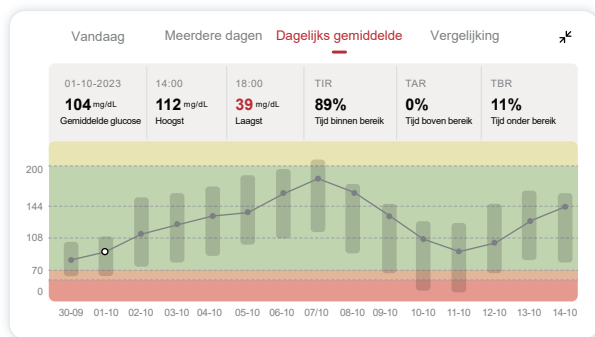 Vandaag Meerdere dagen Dagelijks gemiddelde Vergelijking
01-10-2023 14:00 18:00 TIR TAR TBR
104 mg/dL 112 mg/dL 39 mg/dL 89% 0% 11%
Gemiddelde glucose Hoogst Laagst Tijd binnen bereik Tijd boven bereik Tijd onder bereik
200
144
108
70
0
30-09 01-10 02-10 03-10 04-10 05-10 06-10 07/10 08-10 09-10 10-10 11-10 12-10 13-10 14-10